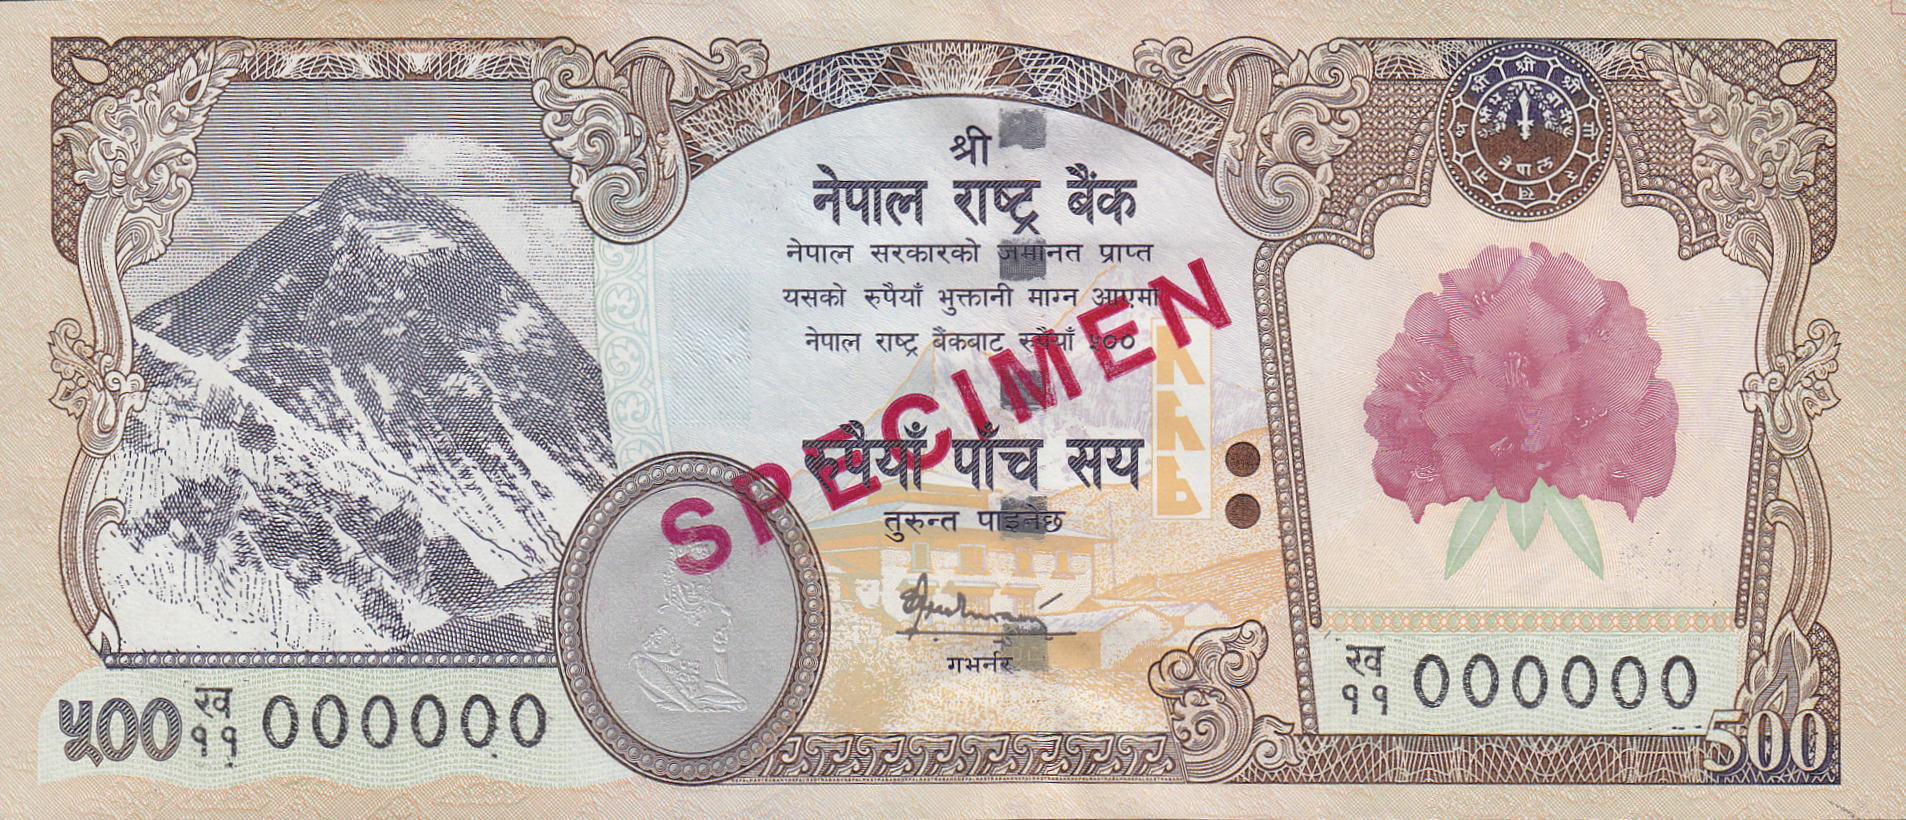 श्री
नेपाल राष्ट्र बैंक
नेपाल सरकारको जमानत प्राप्त
यसको रुपैयाँ भुक्तानी माग्न आएमा
नेपाल राष्ट्र बैंकबाट रुपैयाँ ५००
SPECIMEN
रुपैयाँ पाँच सय
तुरुन्त पाइनेछ
गभर्नर
श्री श्री श्री
नेपाल
५०० ख ११ 000000
ख ११ 000000
500